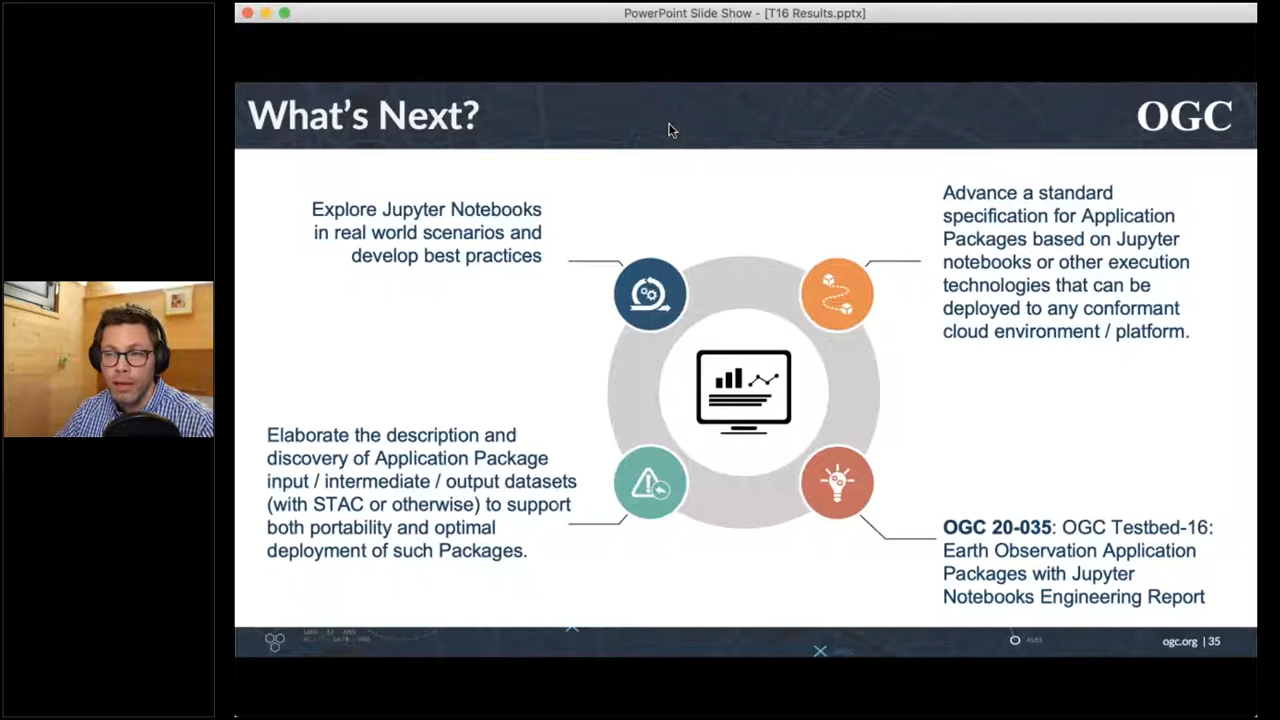 PowerPoint Slide Show - [T16 Results.pptx]
What's Next?
OGC
Explore Jupyter Notebooks
in real world scenarios and
develop best practices
Advance a standard
specification for Application
Packages based on Jupyter
notebooks or other execution
technologies that can be
deployed to any conformant
cloud environment / platform.
Elaborate the description and
discovery of Application Package
input / intermediate / output datasets
(with STAC or otherwise) to support
both portability and optimal
deployment of such Packages.
OGC 20-035: OGC Testbed-16:
Earth Observation Application
Packages with Jupyter
Notebooks Engineering Report
ogc.org | 35